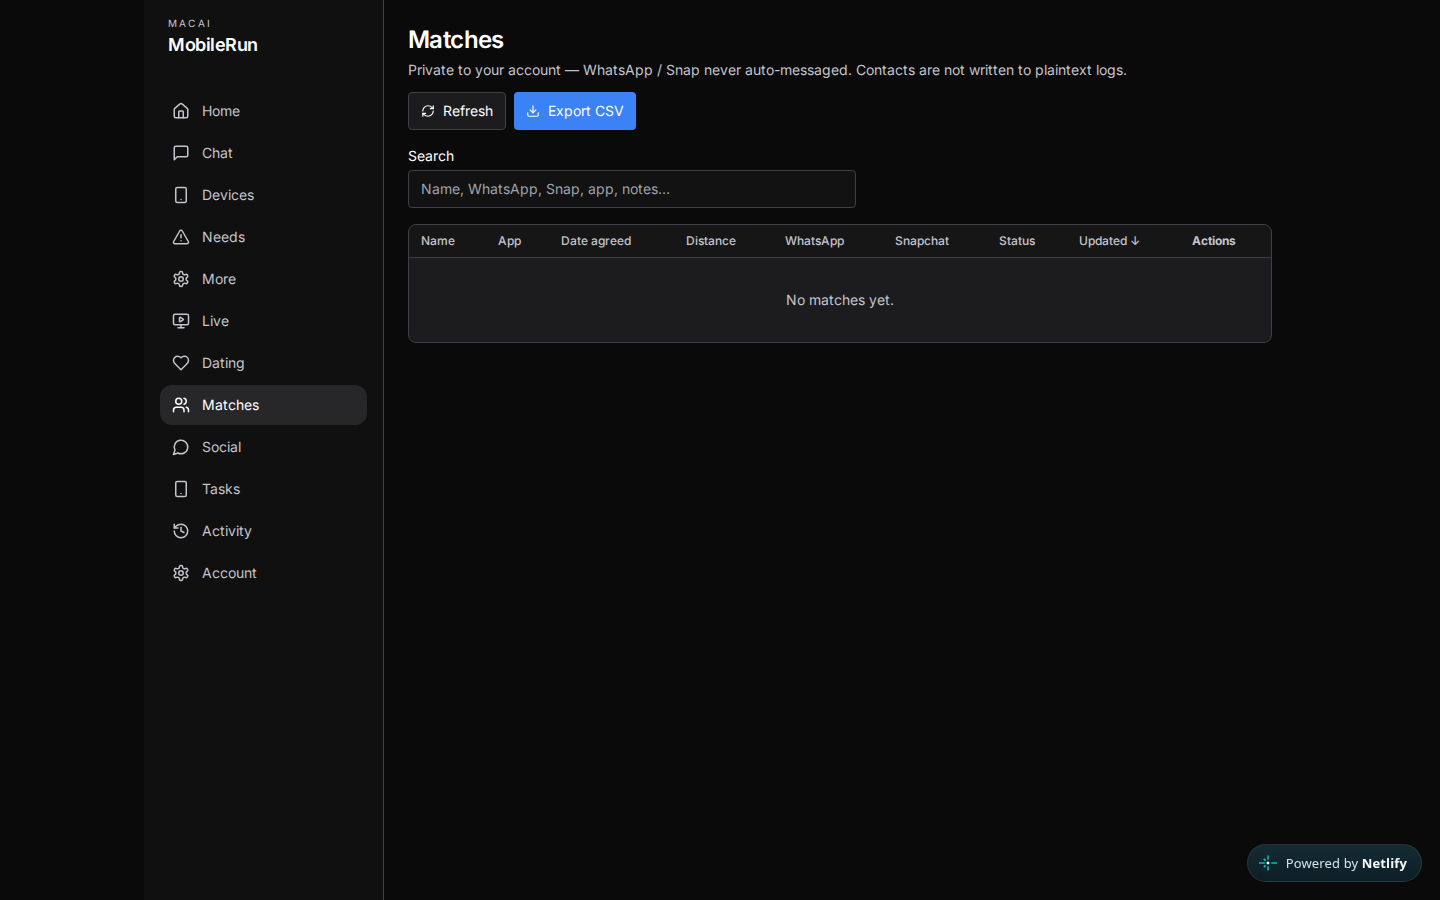 MACAI
MobileRun
Home
Chat
Devices
Needs
More
Live
Dating
Matches
Social
Tasks
Activity
Account
Matches
Private to your account — WhatsApp / Snap never auto-messaged. Contacts are not written to plaintext logs.
Refresh
Export CSV
Search
Name, WhatsApp, Snap, app, notes...
Name App Date agreed Distance WhatsApp Snapchat Status Updated ↓ Actions
No matches yet.
Powered by Netlify